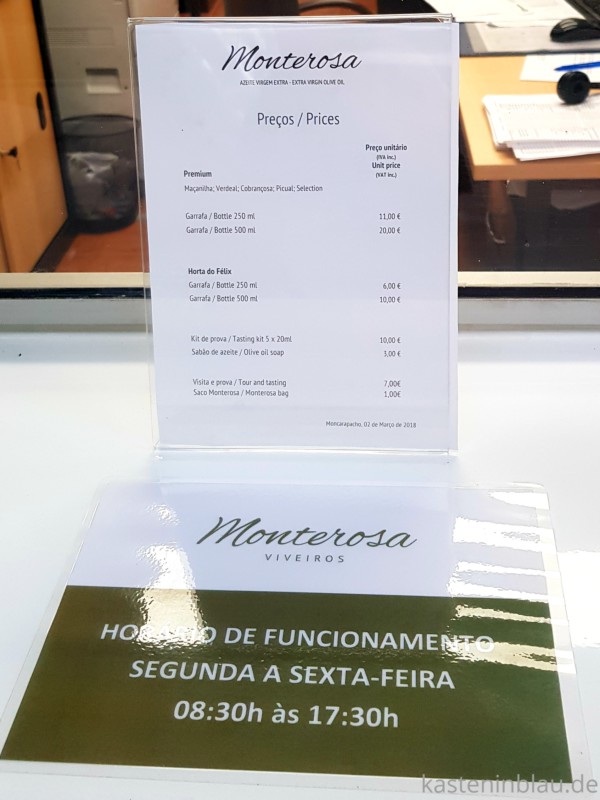 Monterosa
AZEITE VIRGEM EXTRA - EXTRA VIRGIN OLIVE OIL
Preços / Prices
Preço unitário
(IVA Inc.)
Unit price
(VAT Inc.)
Premium
Maçanilha; Verdeal; Cobrançosa; Picual; Selection
Garrafa / Bottle 250 ml 11,00 €
Garrafa / Bottle 500 ml 20,00 €
Horta do Félix
Garrafa / Bottle 250 ml 6,00 €
Garrafa / Bottle 500 ml 10,00 €
Kit de prova / Tasting kit 5 x 20ml 10,00 €
Sabão de azeite / Olive oil soap 3,00 €
Visita e prova / Tour and tasting 7,00€
Saco Monterosa / Monterosa bag 1,00€
Moncarapacho, 02 de Março de 2018
Monterosa
VIVEIROS
HORÁRIO DE FUNCIONAMENTO
SEGUNDA A SEXTA-FEIRA
08:30h às 17:30h
kasteninblau.de